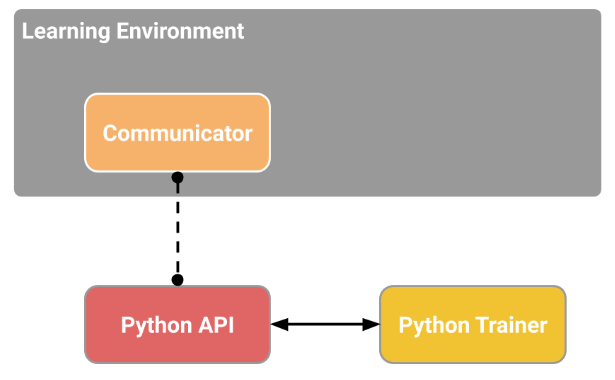 Learning Environment
Communicator
Python API
Python Trainer